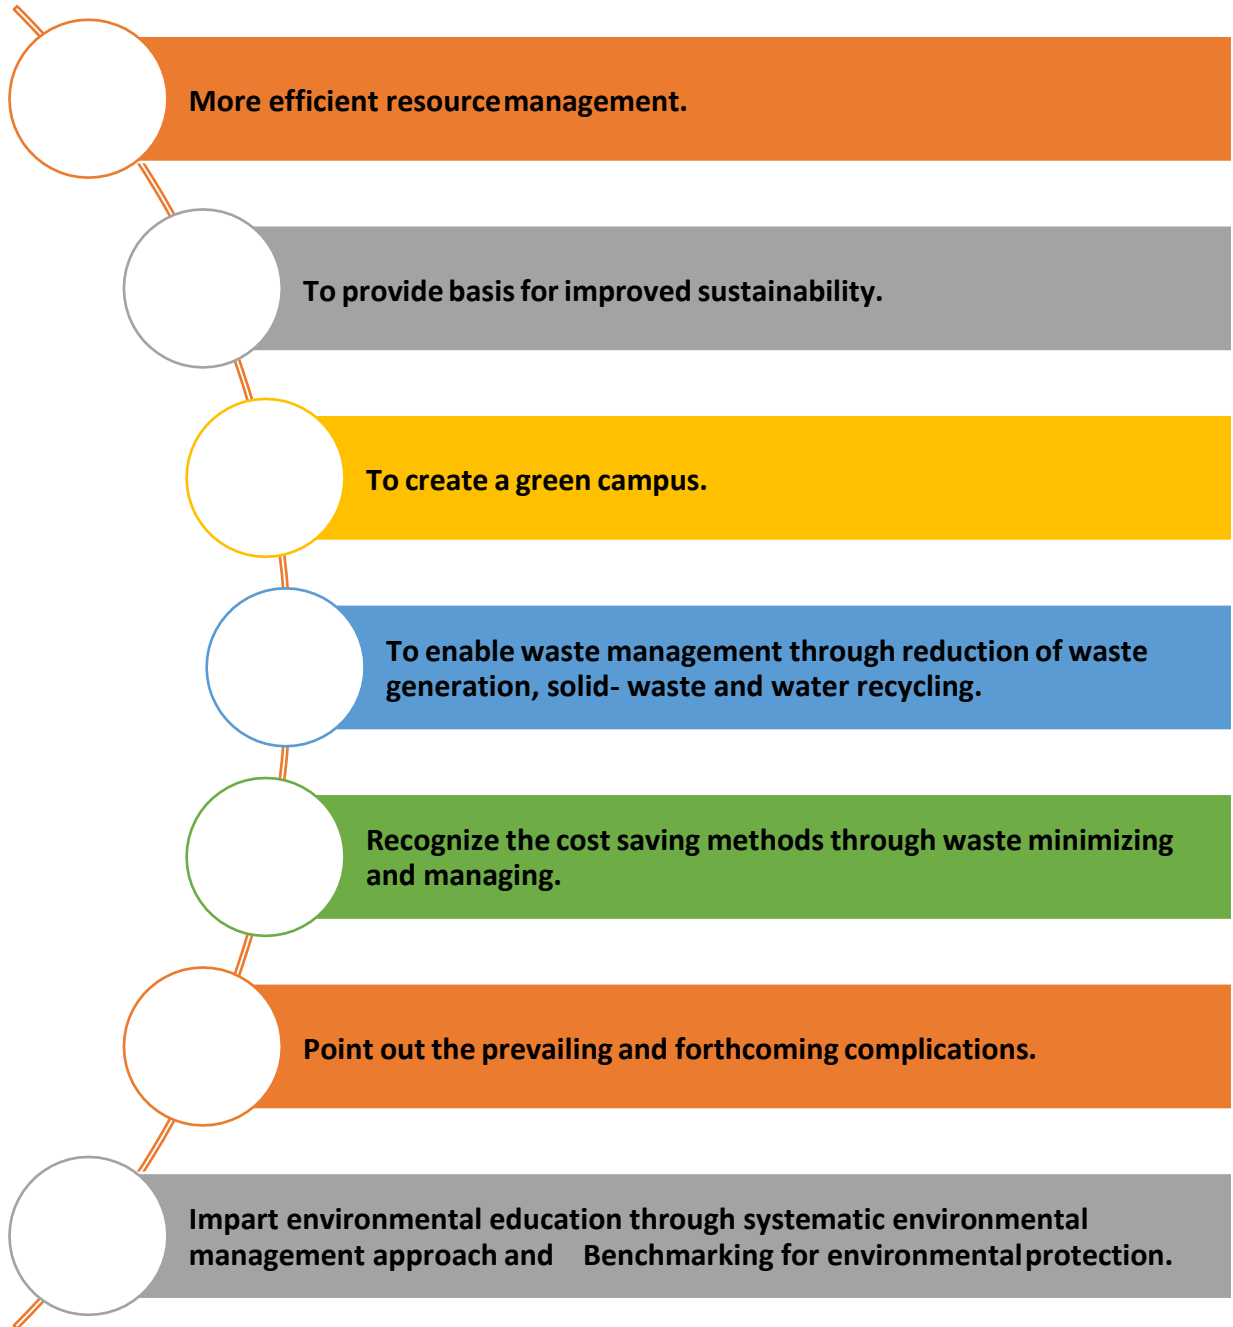 More efficient resource management.
To provide basis for improved sustainability.
To create a green campus.
To enable waste management through reduction of waste
generation, solid- waste and water recycling.
Recognize the cost saving methods through waste minimizing
and managing.
Point out the prevailing and forthcoming complications.
Impart environmental education through systematic environmental
management approach and Benchmarking for environmental protection.